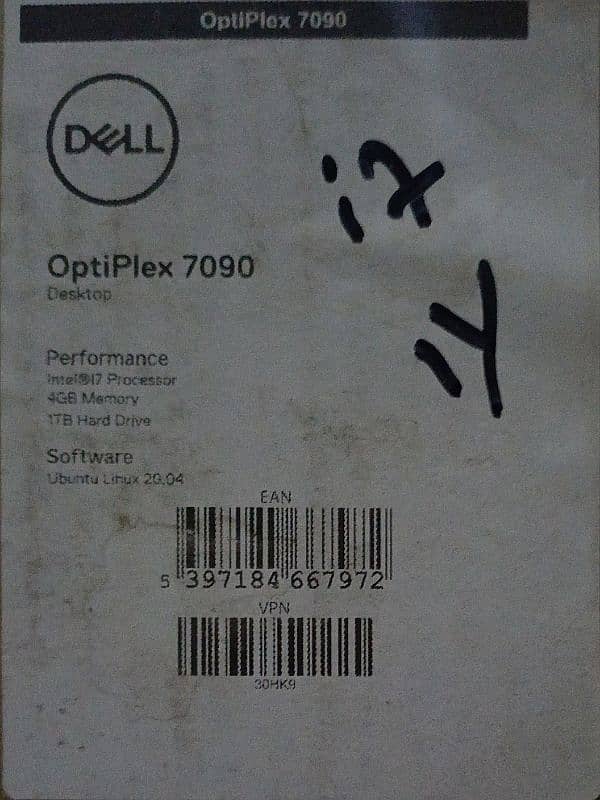 OptiPlex 7090
DELL
i7
OptiPlex 7090
Desktop
Performance
Intel®I7 Processor
4GB Memory
1TB Hard Drive
Software
Ubuntu Linux 20.04
EAN
5 397184 667972
VPN
30HK9